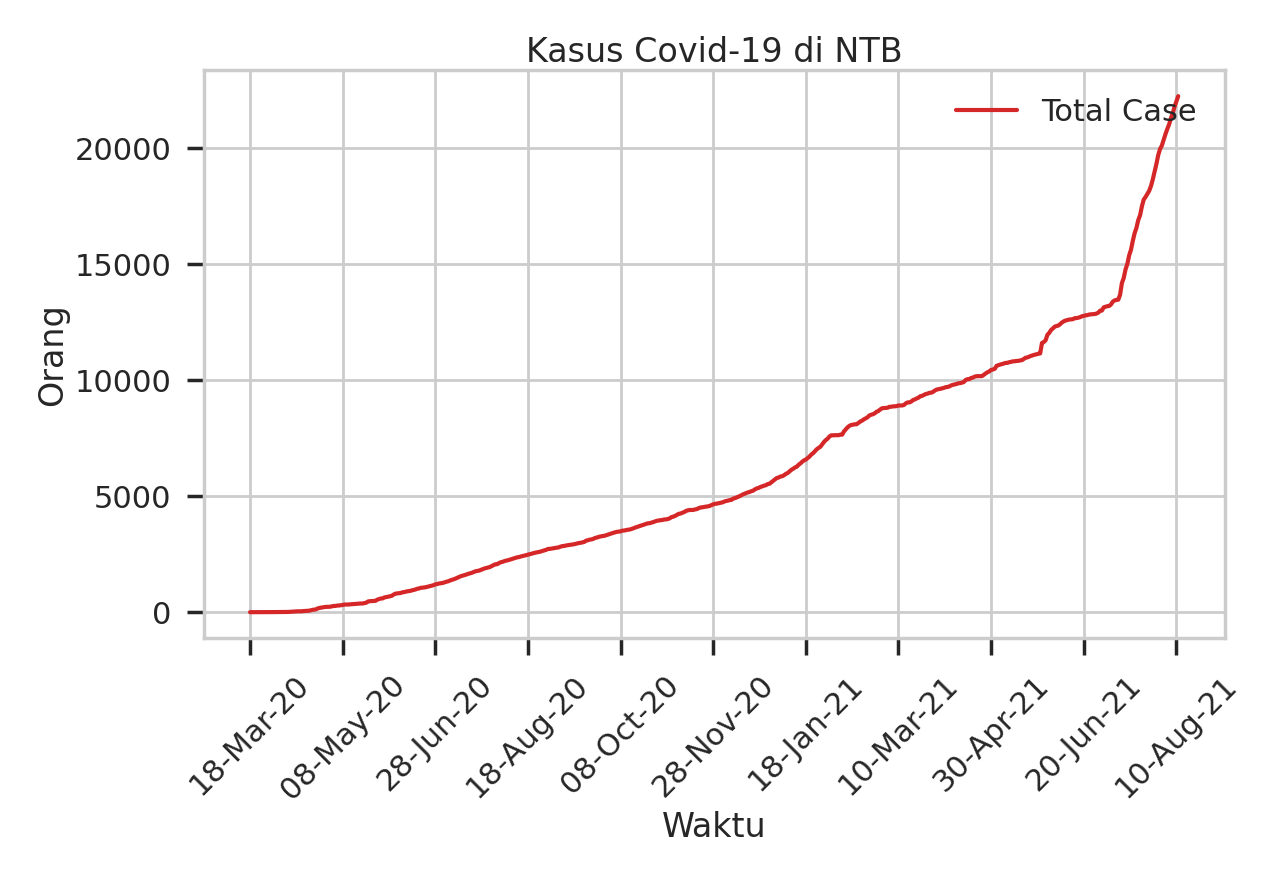 Kasus Covid-19 di NTB
Total Case
20000
15000
10000
5000
0
Orang
18-Mar-20
08-May-20
28-Jun-20
18-Aug-20
08-Oct-20
28-Nov-20
18-Jan-21
10-Mar-21
30-Apr-21
20-Jun-21
10-Aug-21
Waktu